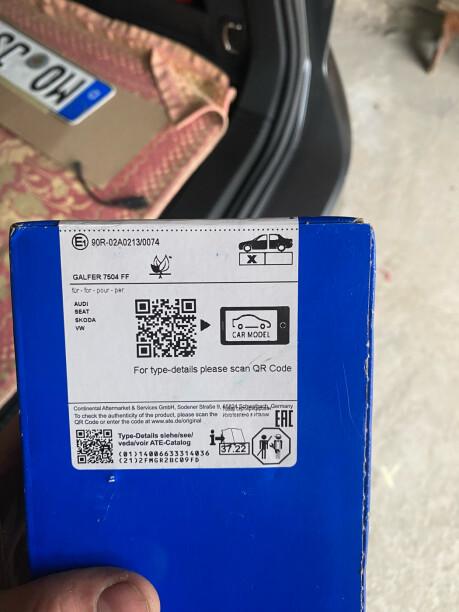 MO JS
E1 90R-02A0213/0074
GALFER 7504 FF
für - for - pour - per
AUDI
SEAT
SKODA
VW
X
CAR MODEL
For type-details please scan QR Code
Continental Aftermarket & Services GmbH, Sodener Straße 9, 65824 Schwalbach, Germany
To check the authenticity of the product, please scan the
QR Code or enter the code at www.ate.de/original
EAC
Type-Details siehe/see/
veda/voir ATE-Catalog
i
37.22
(01)14006633314036
(21)2FMGR2BC09FD